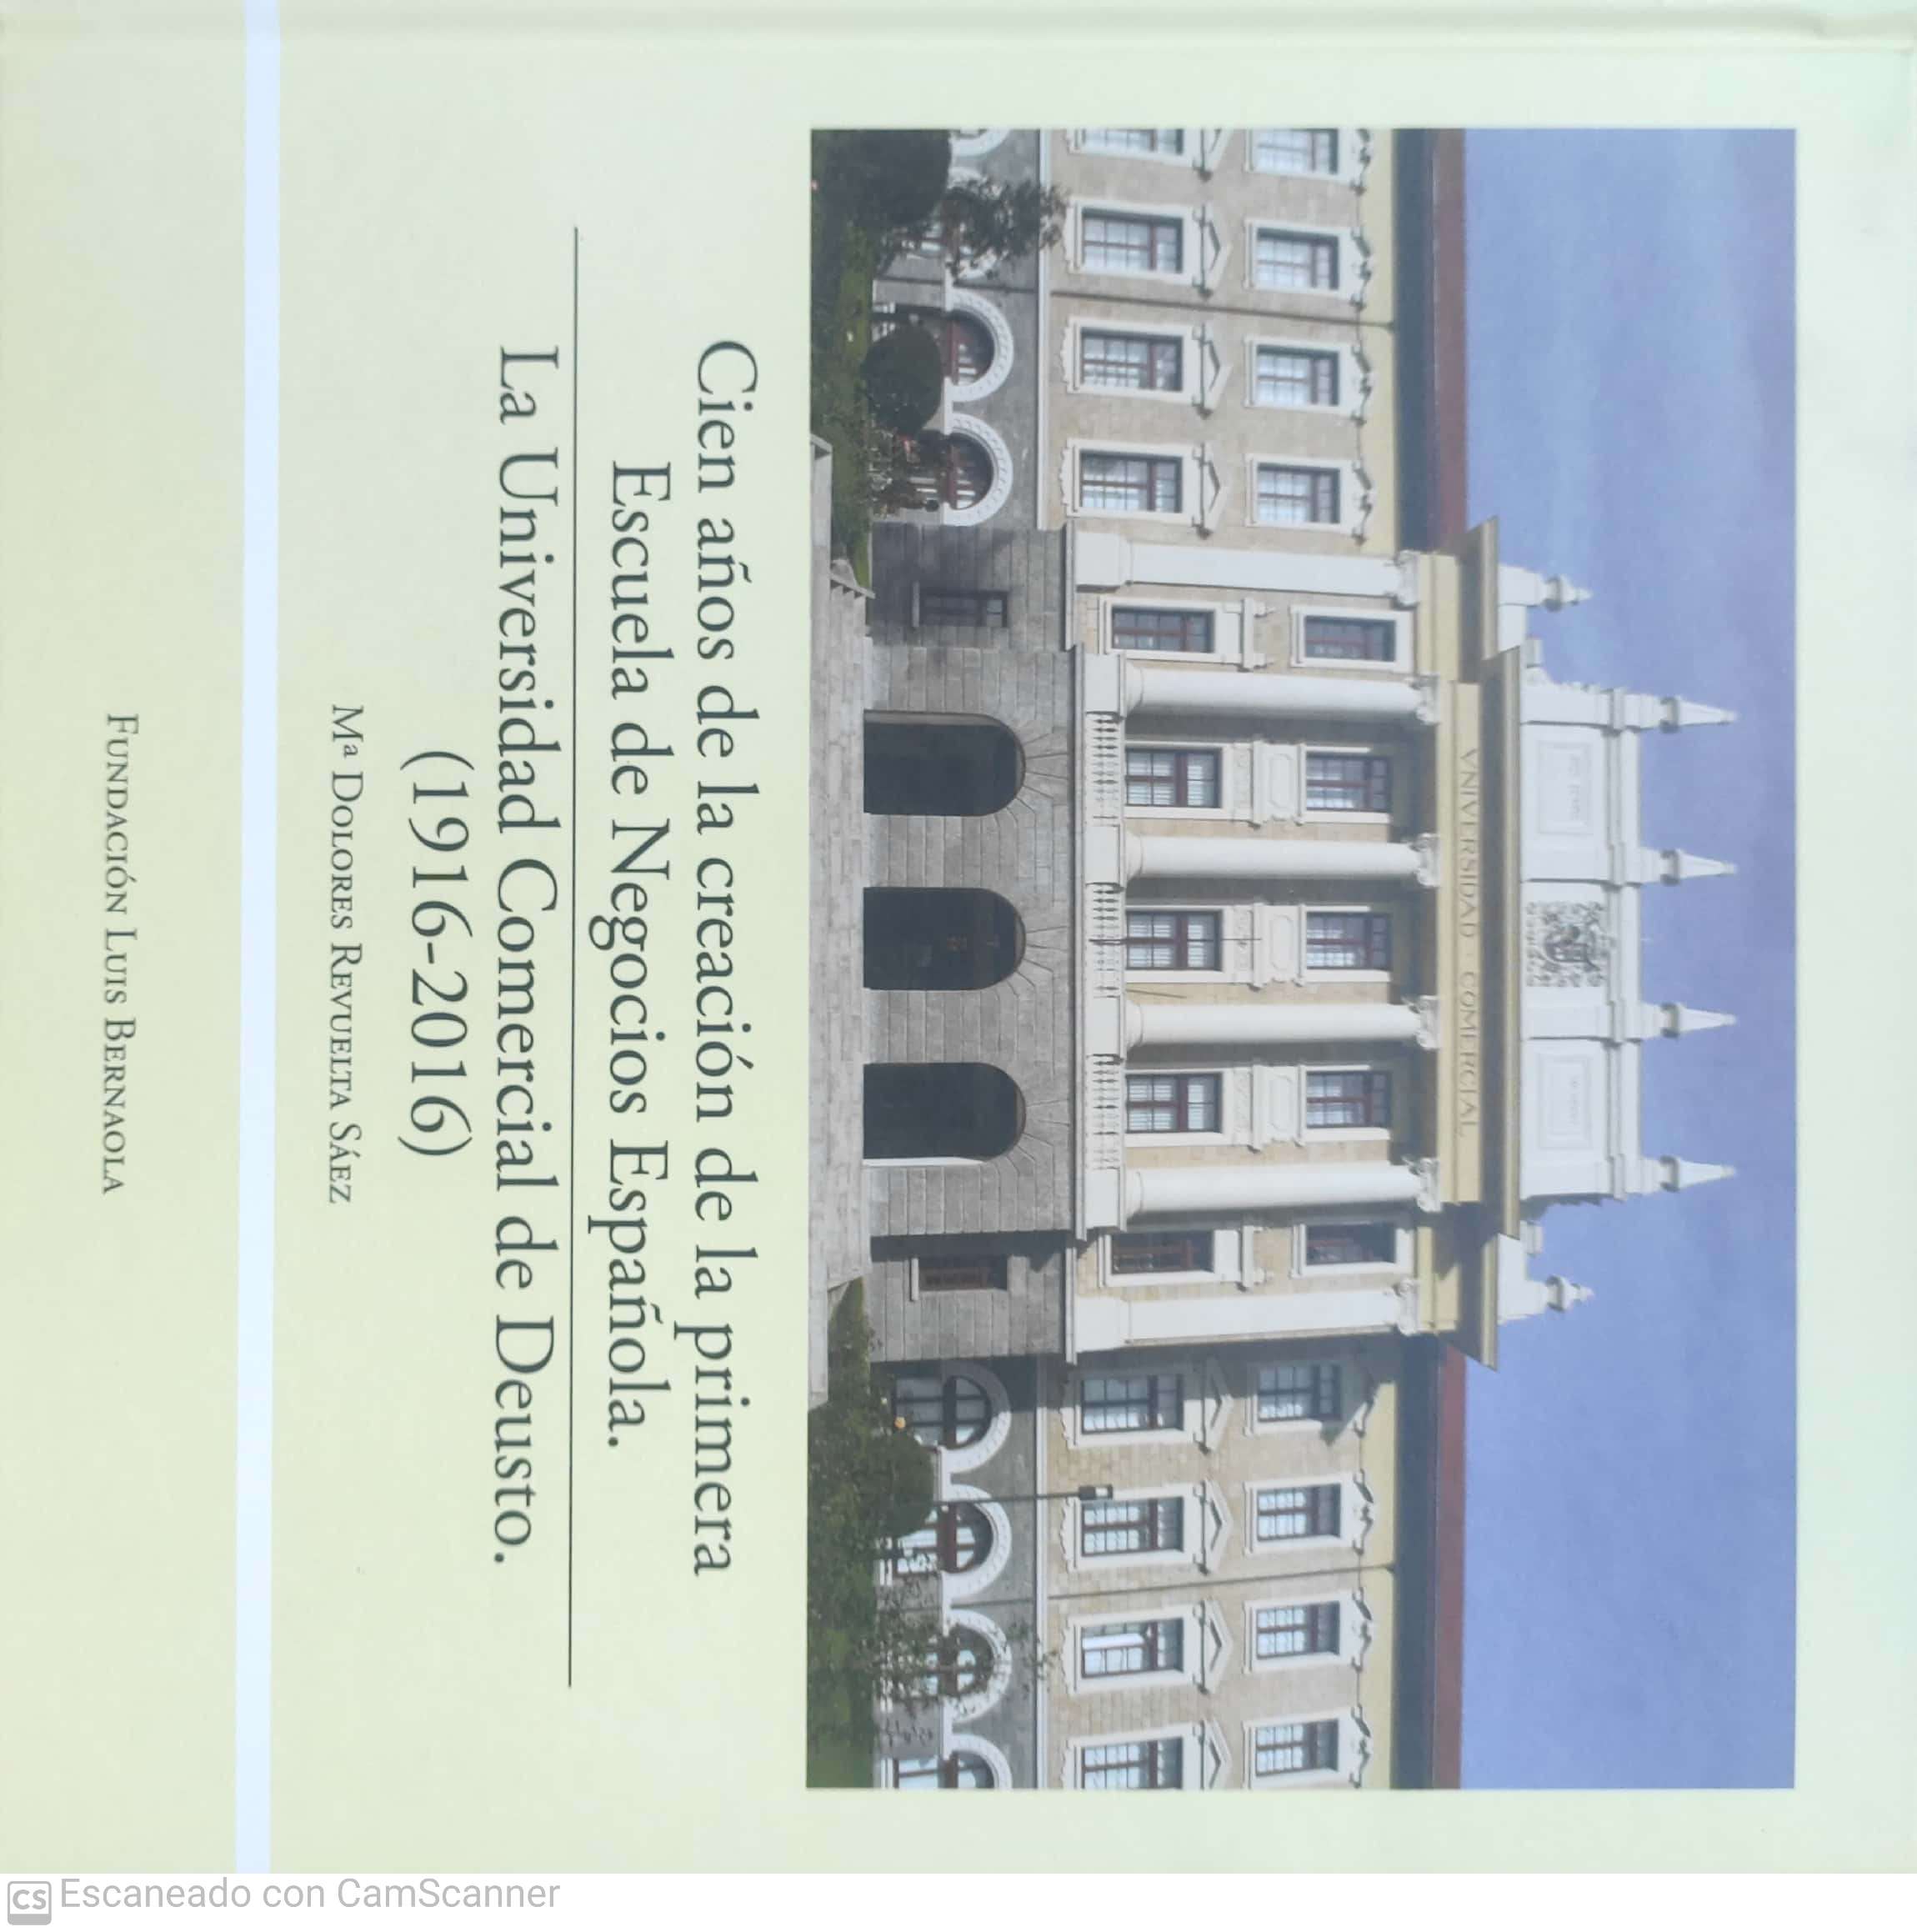 VNIVERSIDAD · COMERCIAL
Cien años de la creación de la primera
Escuela de Negocios Española.
La Universidad Comercial de Deusto.
(1916-2016)
Mª DOLORES REVUELTA SÁEZ
FUNDACIÓN LUIS BERNAOLA
CS Escaneado con CamScanner